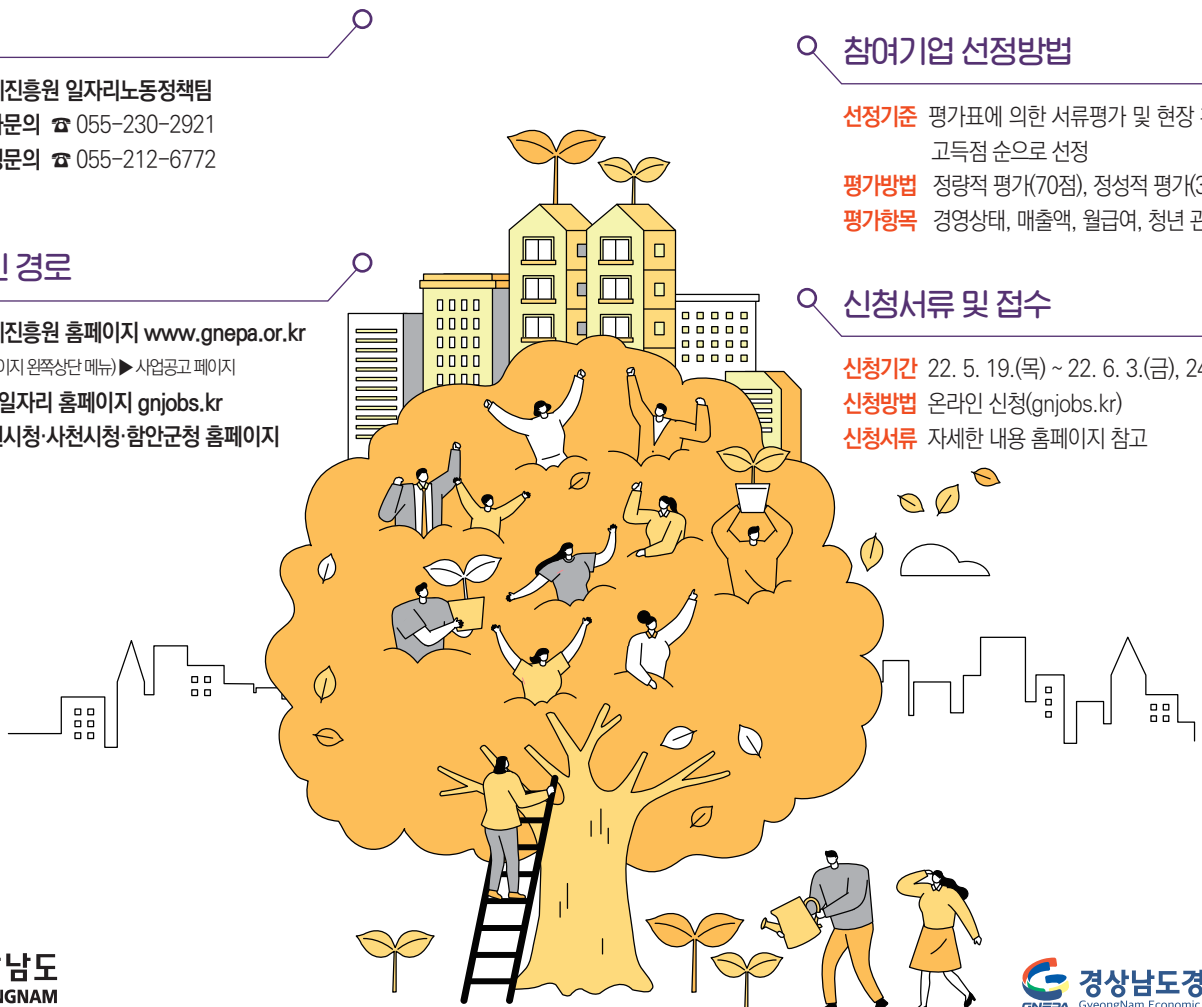 진흥원 일자리노동정책팀
문의 ☎ 055-230-2921
문의 ☎ 055-212-6772
경로
진흥원 홈페이지 www.gnepa.or.kr
이지 왼쪽상단 메뉴) ▶ 사업공고 페이지
일자리 홈페이지 gnjobs.kr
시청·사천시청·함안군청 홈페이지
참여기업 선정방법
선정기준 평가표에 의한 서류평가 및 현장
고득점 순으로 선정
평가방법 정량적 평가(70점), 정성적 평가(3
평가항목 경영상태, 매출액, 월급여, 청년
신청서류 및 접수
신청기간 22. 5. 19.(목) ~ 22. 6. 3.(금), 24
신청방법 온라인 신청(gnjobs.kr)
신청서류 자세한 내용 홈페이지 참고
남도
NGNAM
경상남도경
GNEPA GyeongNam Economic